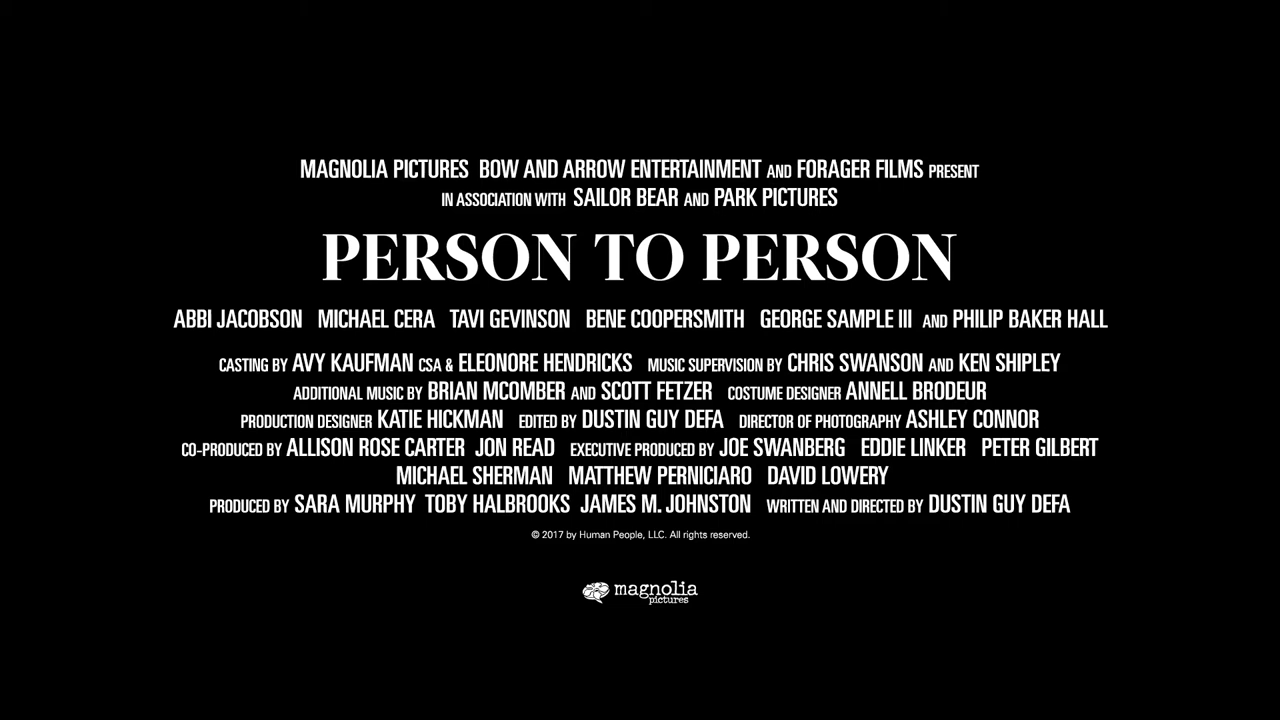 MAGNOLIA PICTURES BOW AND ARROW ENTERTAINMENT AND FORAGER FILMS PRESENT
IN ASSOCIATION WITH SAILOR BEAR AND PARK PICTURES
PERSON TO PERSON
ABBI JACOBSON MICHAEL CERA TAVI GEVINSON BENE COOPERSMITH GEORGE SAMPLE III AND PHILIP BAKER HALL
CASTING BY AVY KAUFMAN CSA & ELEONORE HENDRICKS MUSIC SUPERVISION BY CHRIS SWANSON AND KEN SHIPLEY
ADDITIONAL MUSIC BY BRIAN MCOMBER AND SCOTT FETZER COSTUME DESIGNER ANNELL BRODEUR
PRODUCTION DESIGNER KATIE HICKMAN EDITED BY DUSTIN GUY DEFA DIRECTOR OF PHOTOGRAPHY ASHLEY CONNOR
CO-PRODUCED BY ALLISON ROSE CARTER JON READ EXECUTIVE PRODUCED BY JOE SWANBERG EDDIE LINKER PETER GILBERT
MICHAEL SHERMAN MATTHEW PERNICIARO DAVID LOWERY
PRODUCED BY SARA MURPHY TOBY HALBROOKS JAMES M. JOHNSTON WRITTEN AND DIRECTED BY DUSTIN GUY DEFA
© 2017 by Human People, LLC. All rights reserved.
magnolia
pictures